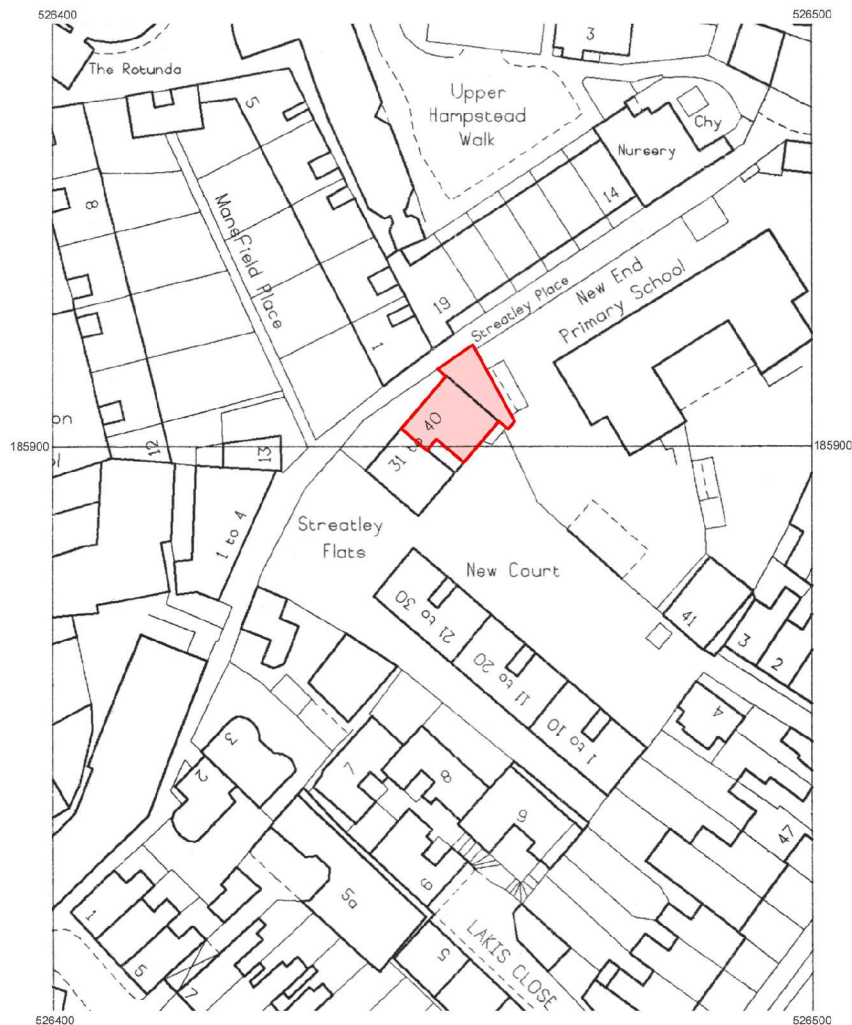 526400
526500
The Rotunda
3
Upper
Hampstead
Walk
Chy
Nursery
5
14
8
Mansfield Place
19
Streatley Place
New End
Primary School
1
40
31 to
on
185900
185900
12
13
1 to 4
Streatley
Flats
New Court
21 to 30
11 to 20
1 to 10
41
3
2
4
3
2
7
8
6
9
47
5a
1
5
7
5
LAKIS CLOSE
526400
526500